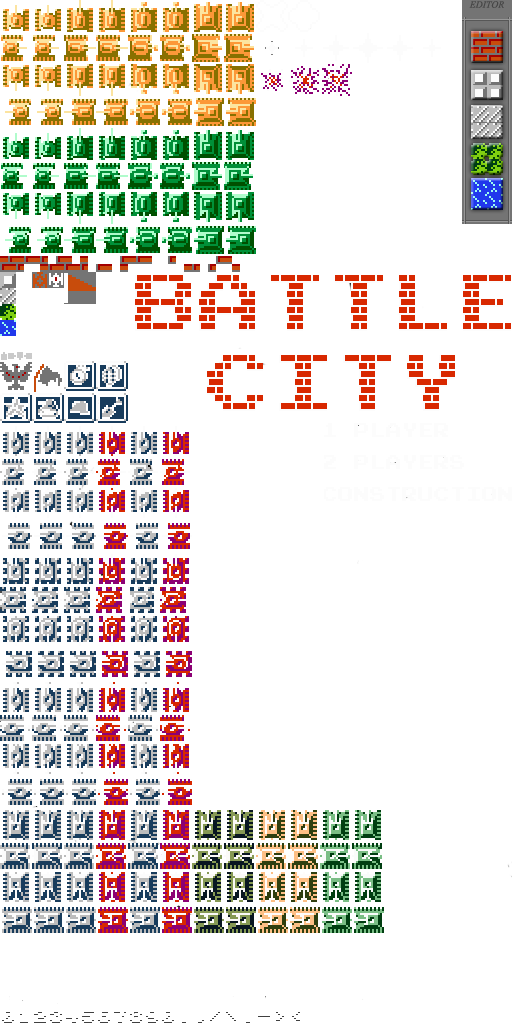 EDITOR
BATTLE
CITY
1 PLAYER
2 PLAYERS
CONSTRUCTION